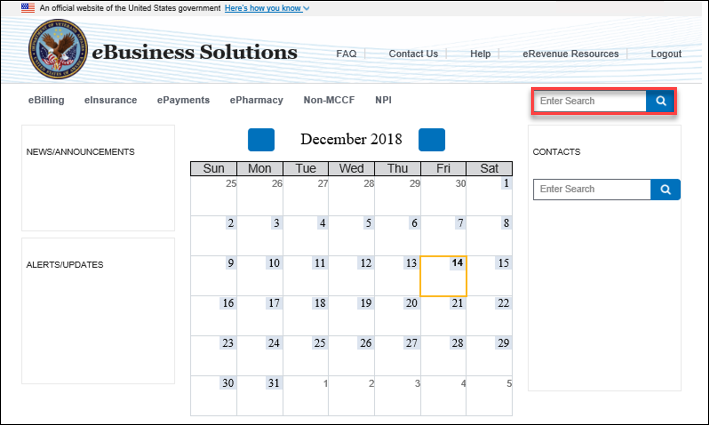 An official website of the United States government Here's how you know
eBusiness Solutions
FAQ Contact Us Help eRevenue Resources Logout
eBilling eInsurance ePayments ePharmacy Non-MCCF NPI
Enter Search
NEWS/ANNOUNCEMENTS
ALERTS/UPDATES
December 2018
Sun Mon Tue Wed Thu Fri Sat
25 26 27 28 29 30 1
2 3 4 5 6 7 8
9 10 11 12 13 14 15
16 17 18 19 20 21 22
23 24 25 26 27 28 29
30 31 1 2 3 4 5
CONTACTS
Enter Search